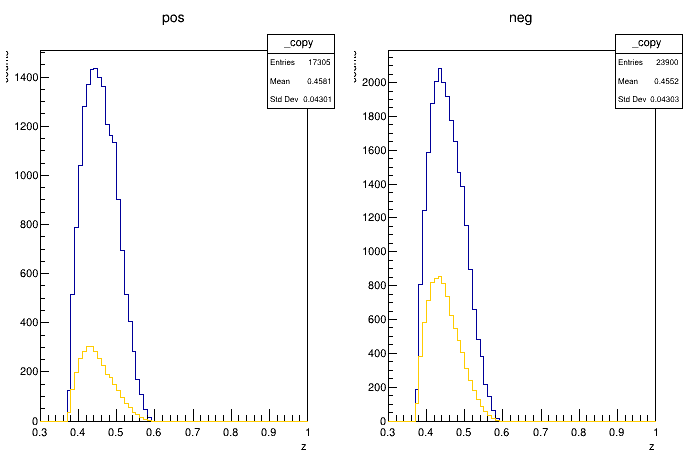 pos
_copy
Entries 17305
Mean 0.4581
Std Dev 0.04301
1400
1200
1000
800
600
400
200
0
0.3 0.4 0.5 0.6 0.7 0.8 0.9 1
z
neg
_copy
Entries 23900
Mean 0.4552
Std Dev 0.04303
2000
1800
1600
1400
1200
1000
800
600
400
200
0
0.3 0.4 0.5 0.6 0.7 0.8 0.9 1
z